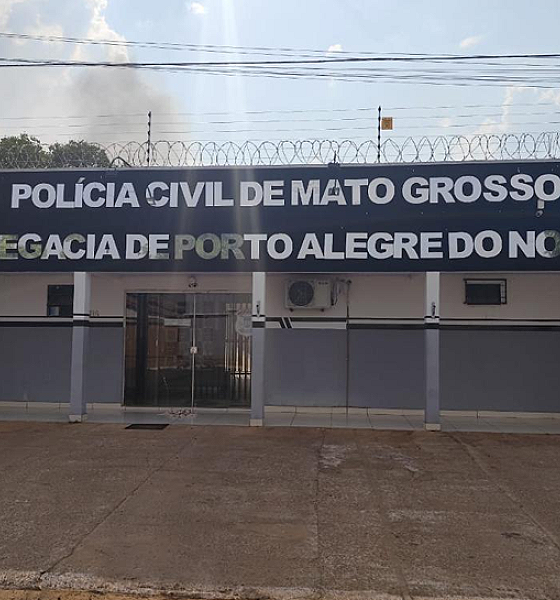 POLÍCIA CIVIL DE MATO GROSSO
EGACIA DE PORTO ALEGRE DO NO